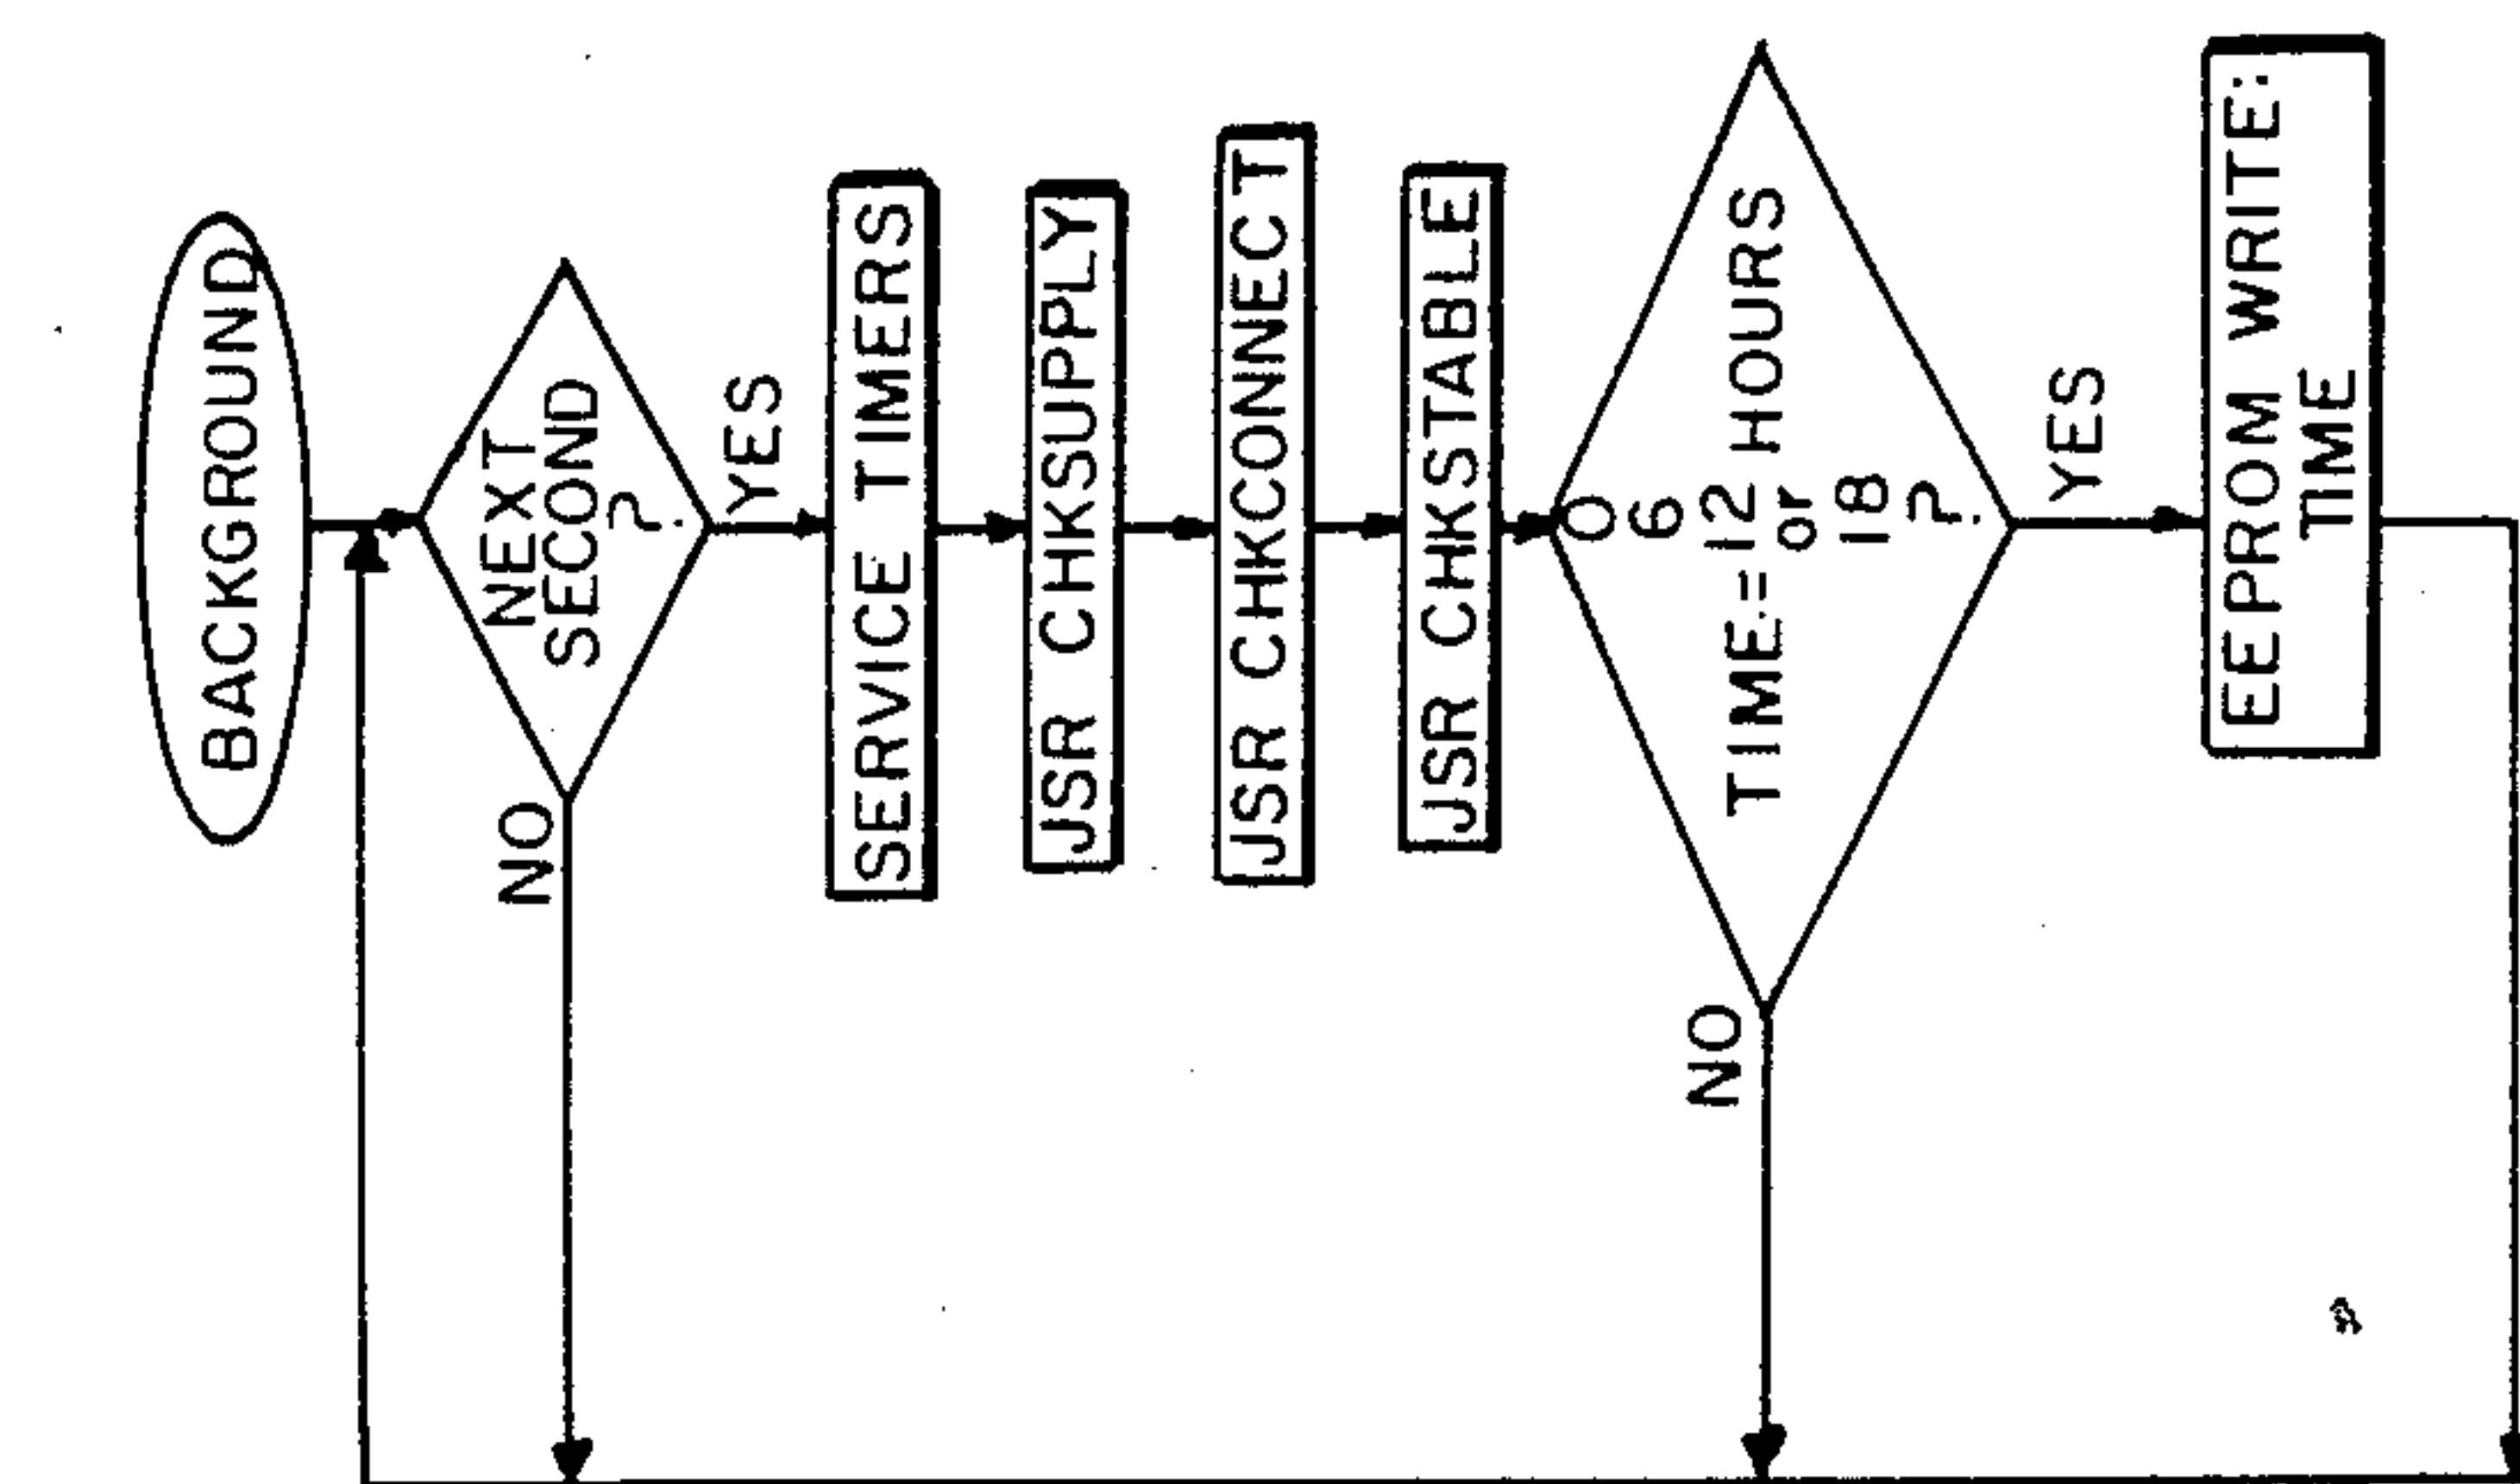 BACKGROUND
NEXT
SECOND
?
NO
YES
SERVICE TIMERS
JSR CHKSUPPLY
JSR CHKCONNECT
JSR CHKSTABLE
0
6
TIME.= 12 HOURS
or
18
?
NO
YES
EEPROM WRITE:
TIME